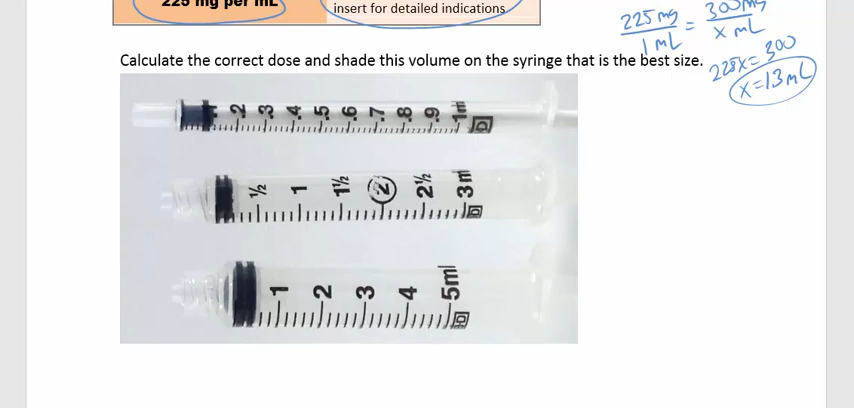 225 mg per mL
insert for detailed indications
225 mg = 300 mg
1 mL x mL
225x = 300
x = 1.3 mL
Calculate the correct dose and shade this volume on the syringe that is the best size.
.2 .3 .4 .5 .6 .7 .8 .9 1ml
½ 1 1½ 2 2½ 3ml
1 2 3 4 5ml